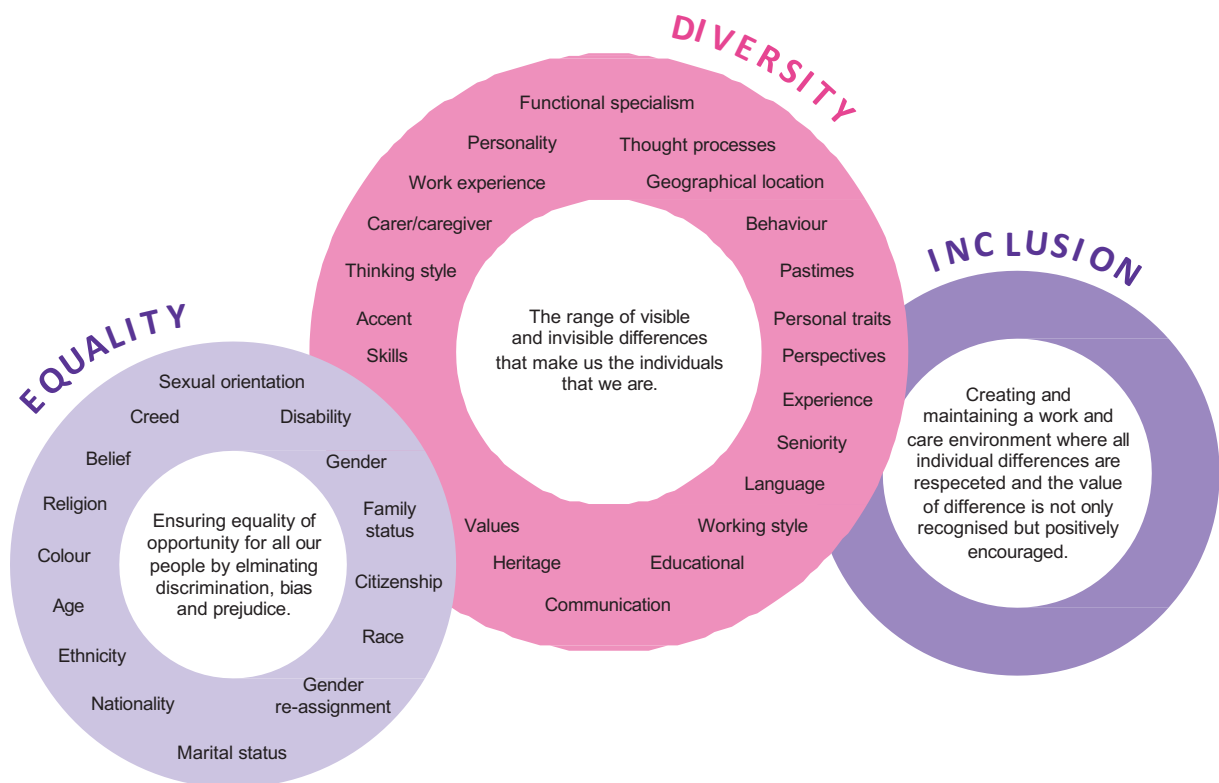 DIVERSITY
Functional specialism
Personality
Thought processes
Work experience
Geographical location
Carer/caregiver
Behaviour
Thinking style
Pastimes
Accent
Personal traits
Skills
Perspectives
Experience
Seniority
Language
Values
Working style
Heritage
Educational
Communication
The range of visible
and invisible differences
that make us the individuals
that we are.
EQUALITY
Sexual orientation
Creed
Disability
Belief
Gender
Religion
Family
status
Colour
Citizenship
Age
Race
Ethnicity
Gender
re-assignment
Nationality
Marital status
Ensuring equality of
opportunity for all our
people by elminating
discrimination, bias
and prejudice.
INCLUSION
Creating and
maintaining a work and
care environment where all
individual differences are
respeceted and the value
of difference is not only
recognised but positively
encouraged.